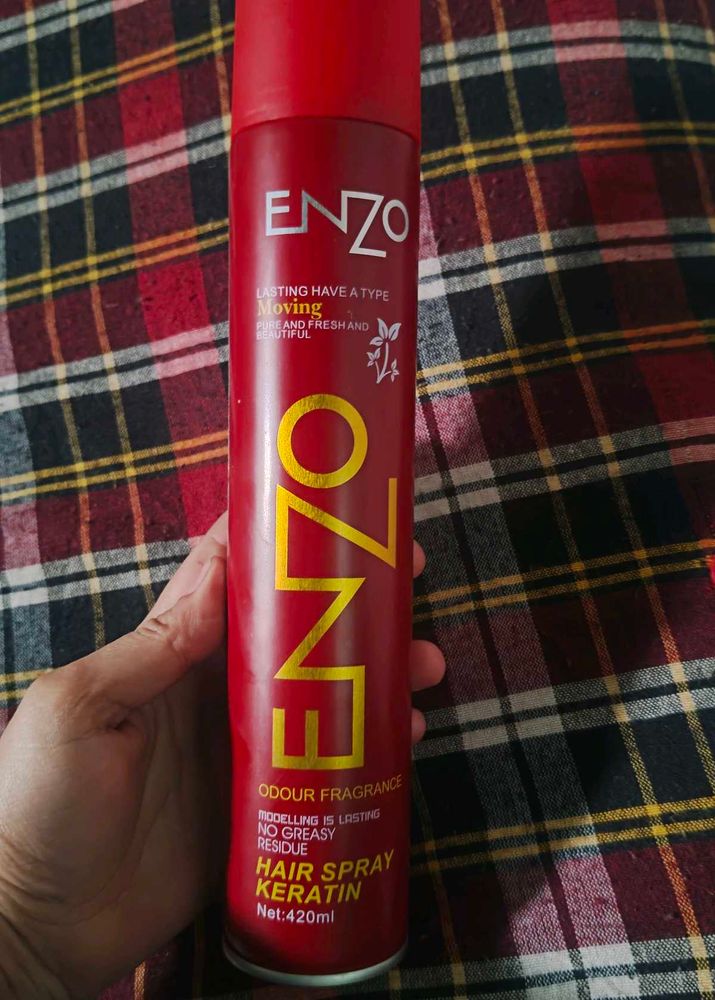 ENZO
LASTING HAVE A TYPE
Moving
PURE AND FRESH AND
BEAUTIFUL
ENZO
ODOUR FRAGRANCE
MODELLING IS LASTING
NO GREASY
RESIDUE
HAIR SPRAY
KERATIN
Net:420ml